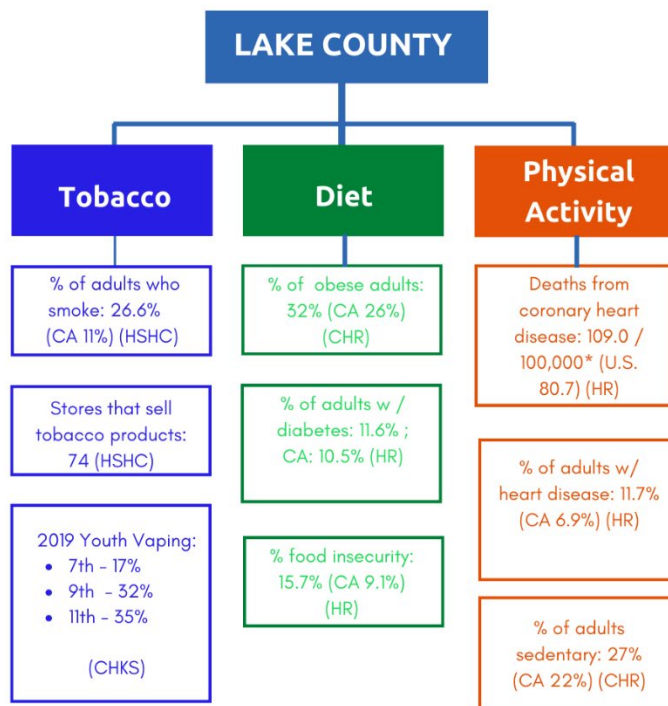 LAKE COUNTY
Tobacco
% of adults who
smoke: 26.6%
(CA 11%) (HSHC)
Stores that sell
tobacco products:
74 (HSHC)
2019 Youth Vaping:
• 7th - 17%
• 9th - 32%
• 11th - 35%
(CHKS)
Diet
% of obese adults:
32% (CA 26%)
(CHR)
% of adults w /
diabetes: 11.6% ;
CA: 10.5% (HR)
% food insecurity:
15.7% (CA 9.1%)
(HR)
Physical
Activity
Deaths from
coronary heart
disease: 109.0 /
100,000* (U.S.
80.7) (HR)
% of adults w/
heart disease: 11.7%
(CA 6.9%) (HR)
% of adults
sedentary: 27%
(CA 22%) (CHR)